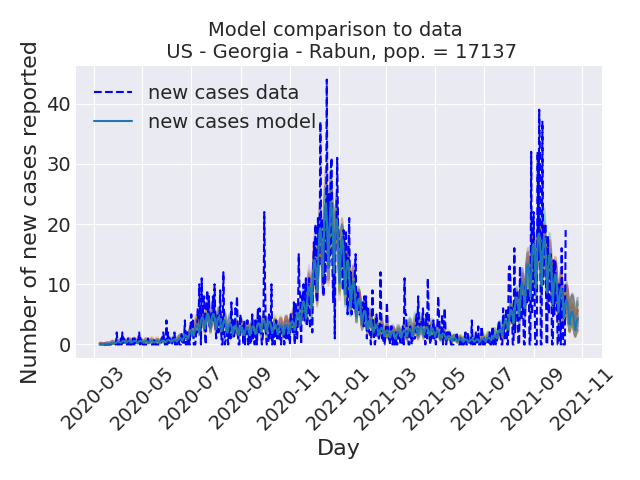 Model comparison to data
US - Georgia - Rabun, pop. = 17137
Number of new cases reported
new cases data
new cases model
40
30
20
10
0
2020-03
2020-05
2020-07
2020-09
2020-11
2021-01
2021-03
2021-05
2021-07
2021-09
2021-11
Day